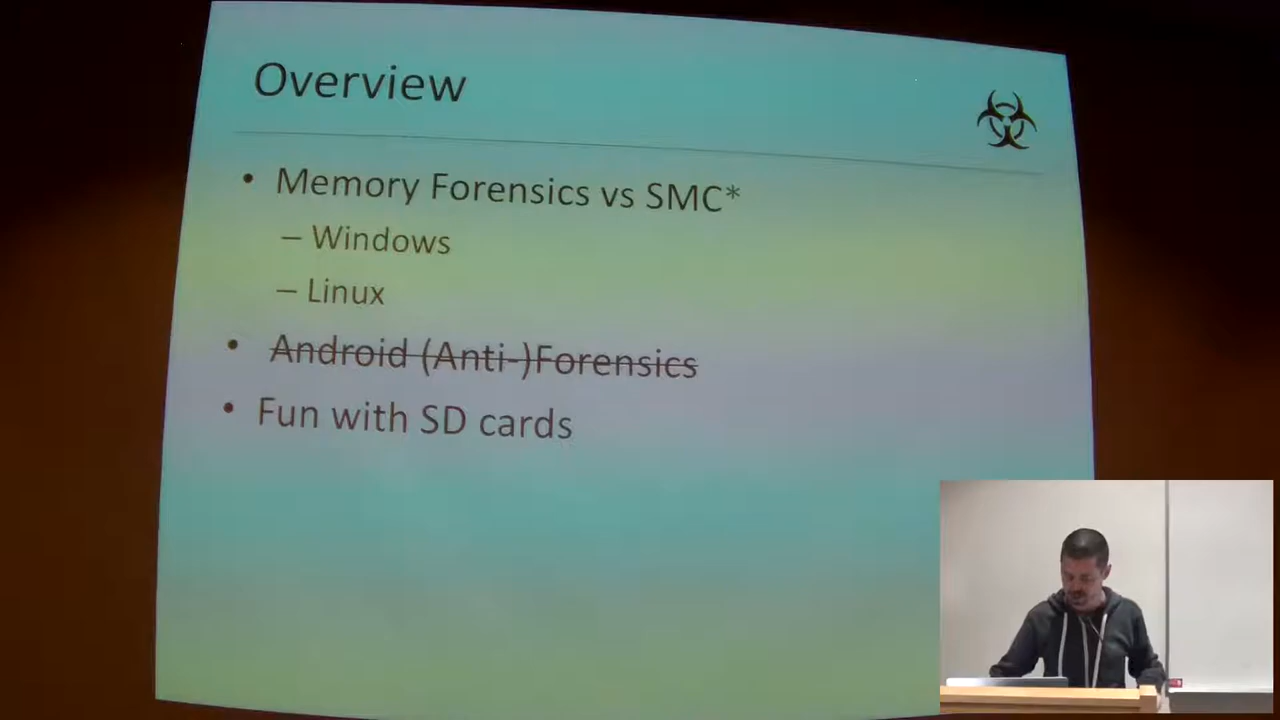 Overview
• Memory Forensics vs SMC*
– Windows
– Linux
• Android (Anti-)Forensics
• Fun with SD cards